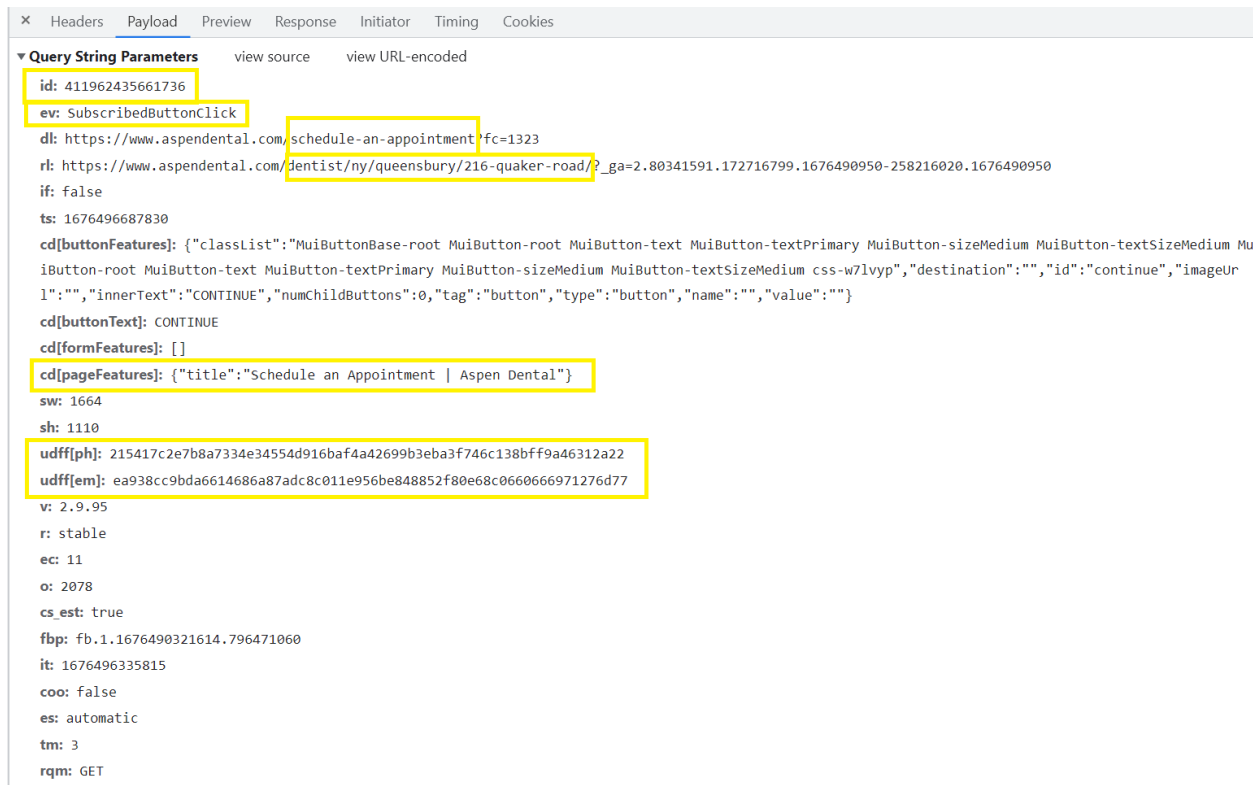 × Headers Payload Preview Response Initiator Timing Cookies
▼Query String Parameters view source view URL-encoded
id: 411962435661736
ev: SubscribedButtonClick
dl: https://www.aspendental.com/schedule-an-appointment?fc=1323
rl: https://www.aspendental.com/dentist/ny/queensbury/216-quaker-road/?_ga=2.80341591.172716799.1676490950-258216020.1676490950
if: false
ts: 1676496687830
cd[buttonFeatures]: {"classList":"MuiButtonBase-root MuiButton-root MuiButton-text MuiButton-textPrimary MuiButton-sizeMedium MuiButton-textSizeMedium Mu
iButton-root MuiButton-text MuiButton-textPrimary MuiButton-sizeMedium MuiButton-textSizeMedium css-w7lvyp","destination":"","id":"continue","imageUr
l":"","innerText":"CONTINUE","numChildButtons":0,"tag":"button","type":"button","name":"","value":""}
cd[buttonText]: CONTINUE
cd[formFeatures]: []
cd[pageFeatures]: {"title":"Schedule an Appointment | Aspen Dental"}
sw: 1664
sh: 1110
udff[ph]: 215417c2e7b8a7334e34554d916baf4a42699b3eba3f746c138bff9a46312a22
udff[em]: ea938cc9bda6614686a87adc8c011e956be848852f80e68c0660666971276d77
v: 2.9.95
r: stable
ec: 11
o: 2078
cs_est: true
fbp: fb.1.1676490321614.796471060
it: 1676496335815
coo: false
es: automatic
tm: 3
rqm: GET